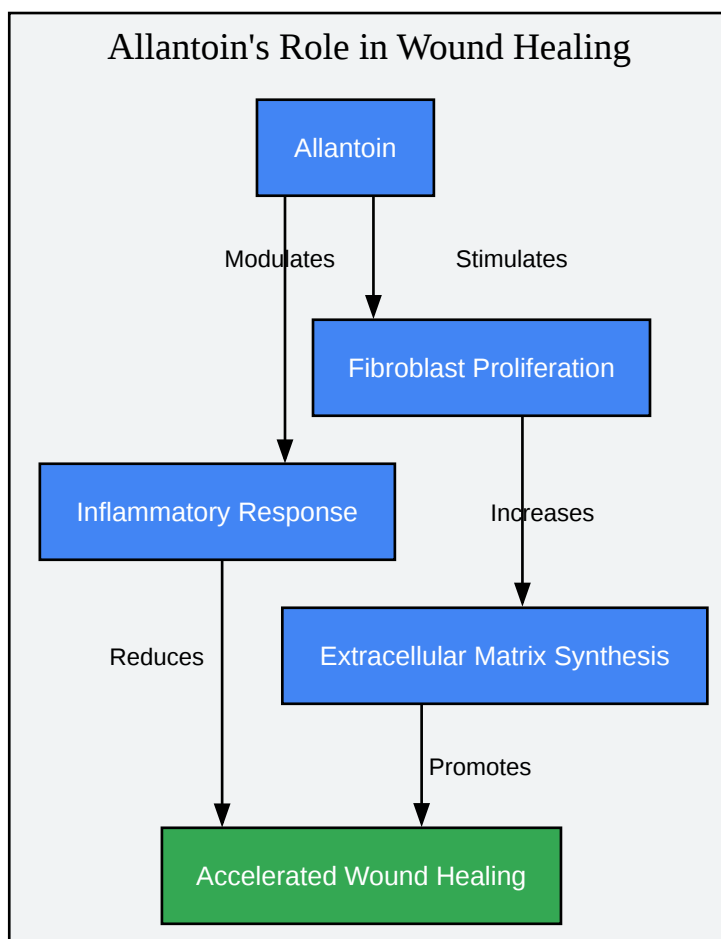 Allantoin's Role in Wound Healing
Allantoin
Modulates
Stimulates
Fibroblast Proliferation
Inflammatory Response
Increases
Reduces
Extracellular Matrix Synthesis
Promotes
Accelerated Wound Healing